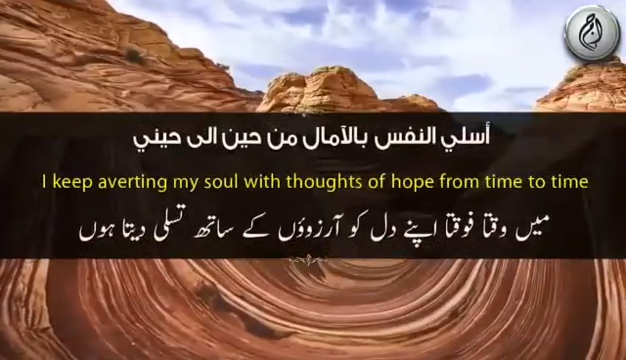 أسلي النفس بالآمال من حين الى حيني
I keep averting my soul with thoughts of hope from time to time
میں وقتا فوقتا اپنے دل کو آرزوؤں کے ساتھ تسلی دیتا ہوں